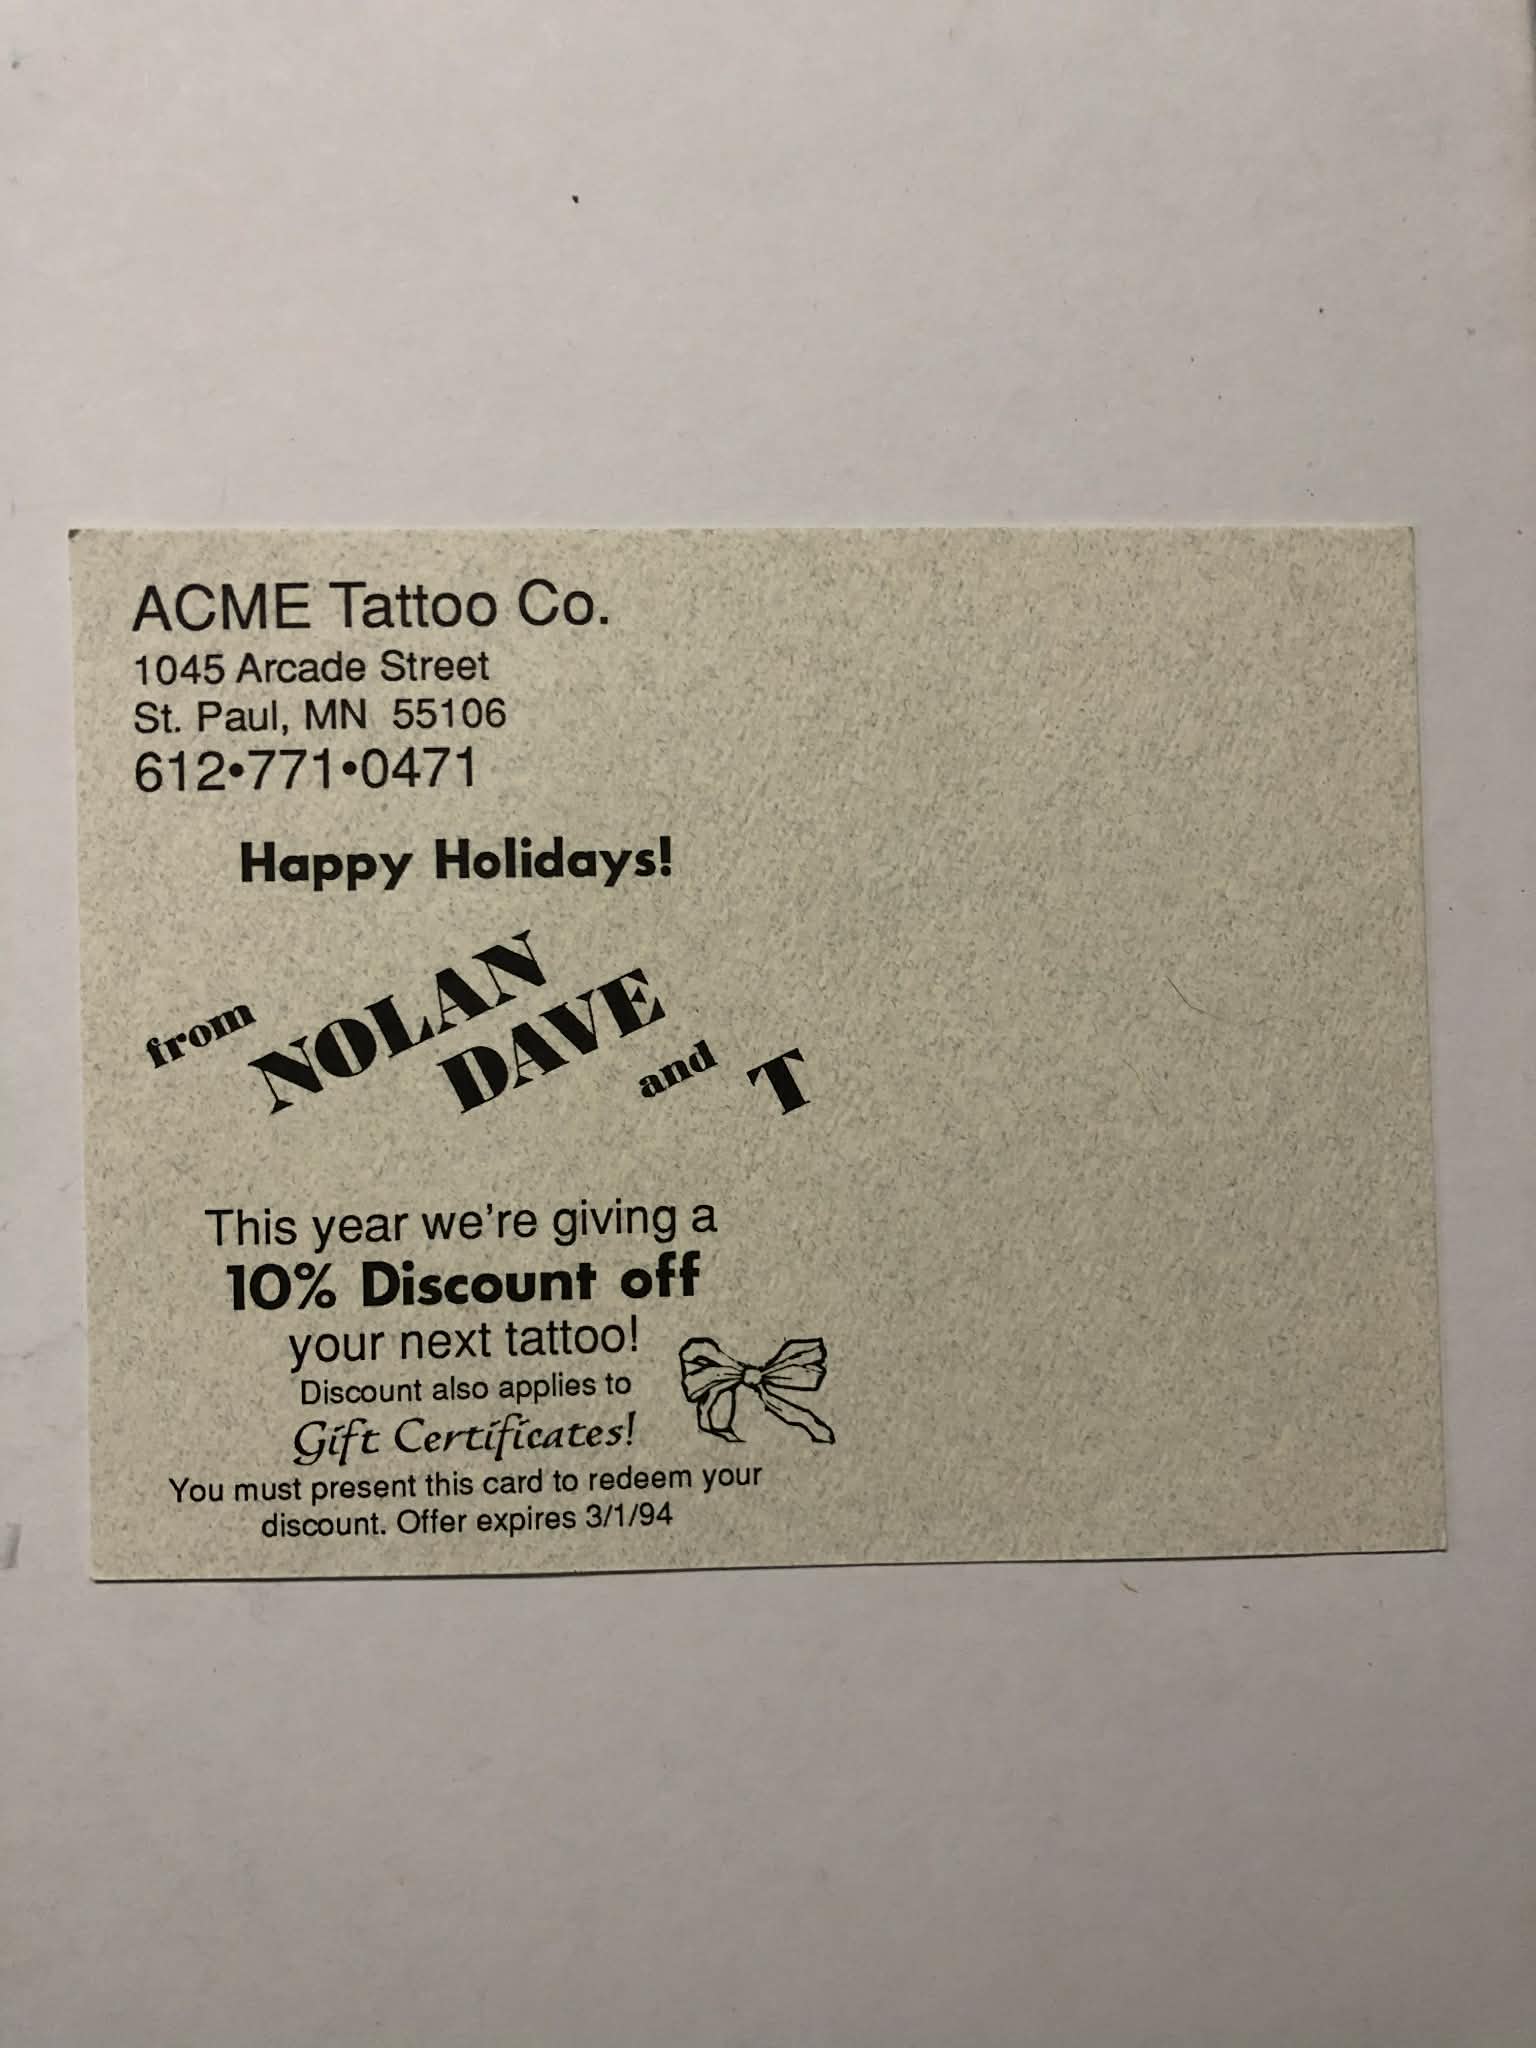 ACME Tattoo Co.
1045 Arcade Street
St. Paul, MN  55106
612•771•0471
Happy Holidays!
from NOLAN
DAVE
and T
This year we're giving a
10% Discount off
your next tattoo!
Discount also applies to
Gift Certificates!
You must present this card to redeem your
discount. Offer expires 3/1/94